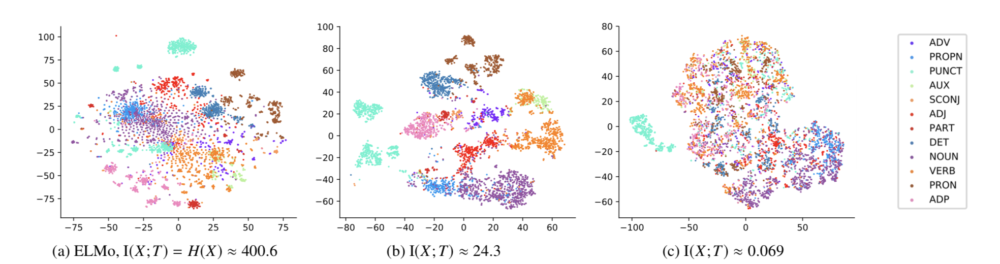 100
75
50
25
0
−25
−50
−75
−75 −50 −25 0 25 50 75
(a) ELMo, I(X; T) = H(X) ≈ 400.6
100
80
60
40
20
0
−20
−40
−60
−80 −60 −40 −20 0 20 40 60
(b) I(X; T) ≈ 24.3
80
60
40
20
0
−20
−40
−60
−100 −50 0 50
(c) I(X; T) ≈ 0.069
ADV
PROPN
PUNCT
AUX
SCONJ
ADJ
PART
DET
NOUN
VERB
PRON
ADP